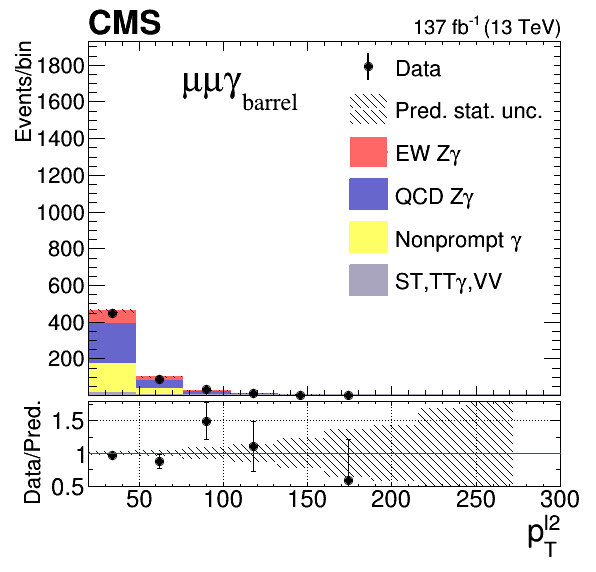 CMS 137 fb⁻¹ (13 TeV)
Events/bin
1800
1600
1400
1200
1000
800
600
400
200
μμγ barrel
Data
Pred. stat. unc.
EW Zγ
QCD Zγ
Nonprompt γ
ST,TTγ,VV
Data/Pred.
1.5
1
0.5
50 100 150 200 250 300
p_T^l2